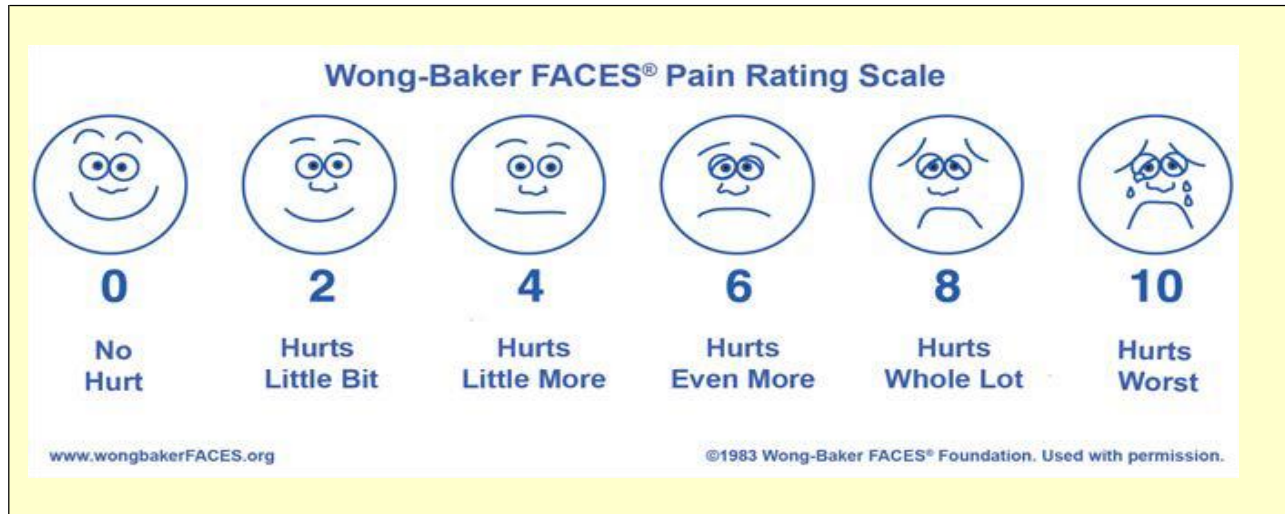 Wong-Baker FACES® Pain Rating Scale
0 2 4 6 8 10
No Hurts Hurts Hurts Hurts Hurts
Hurt Little Bit Little More Even More Whole Lot Worst
www.wongbakerFACES.org ©1983 Wong-Baker FACES® Foundation. Used with permission.